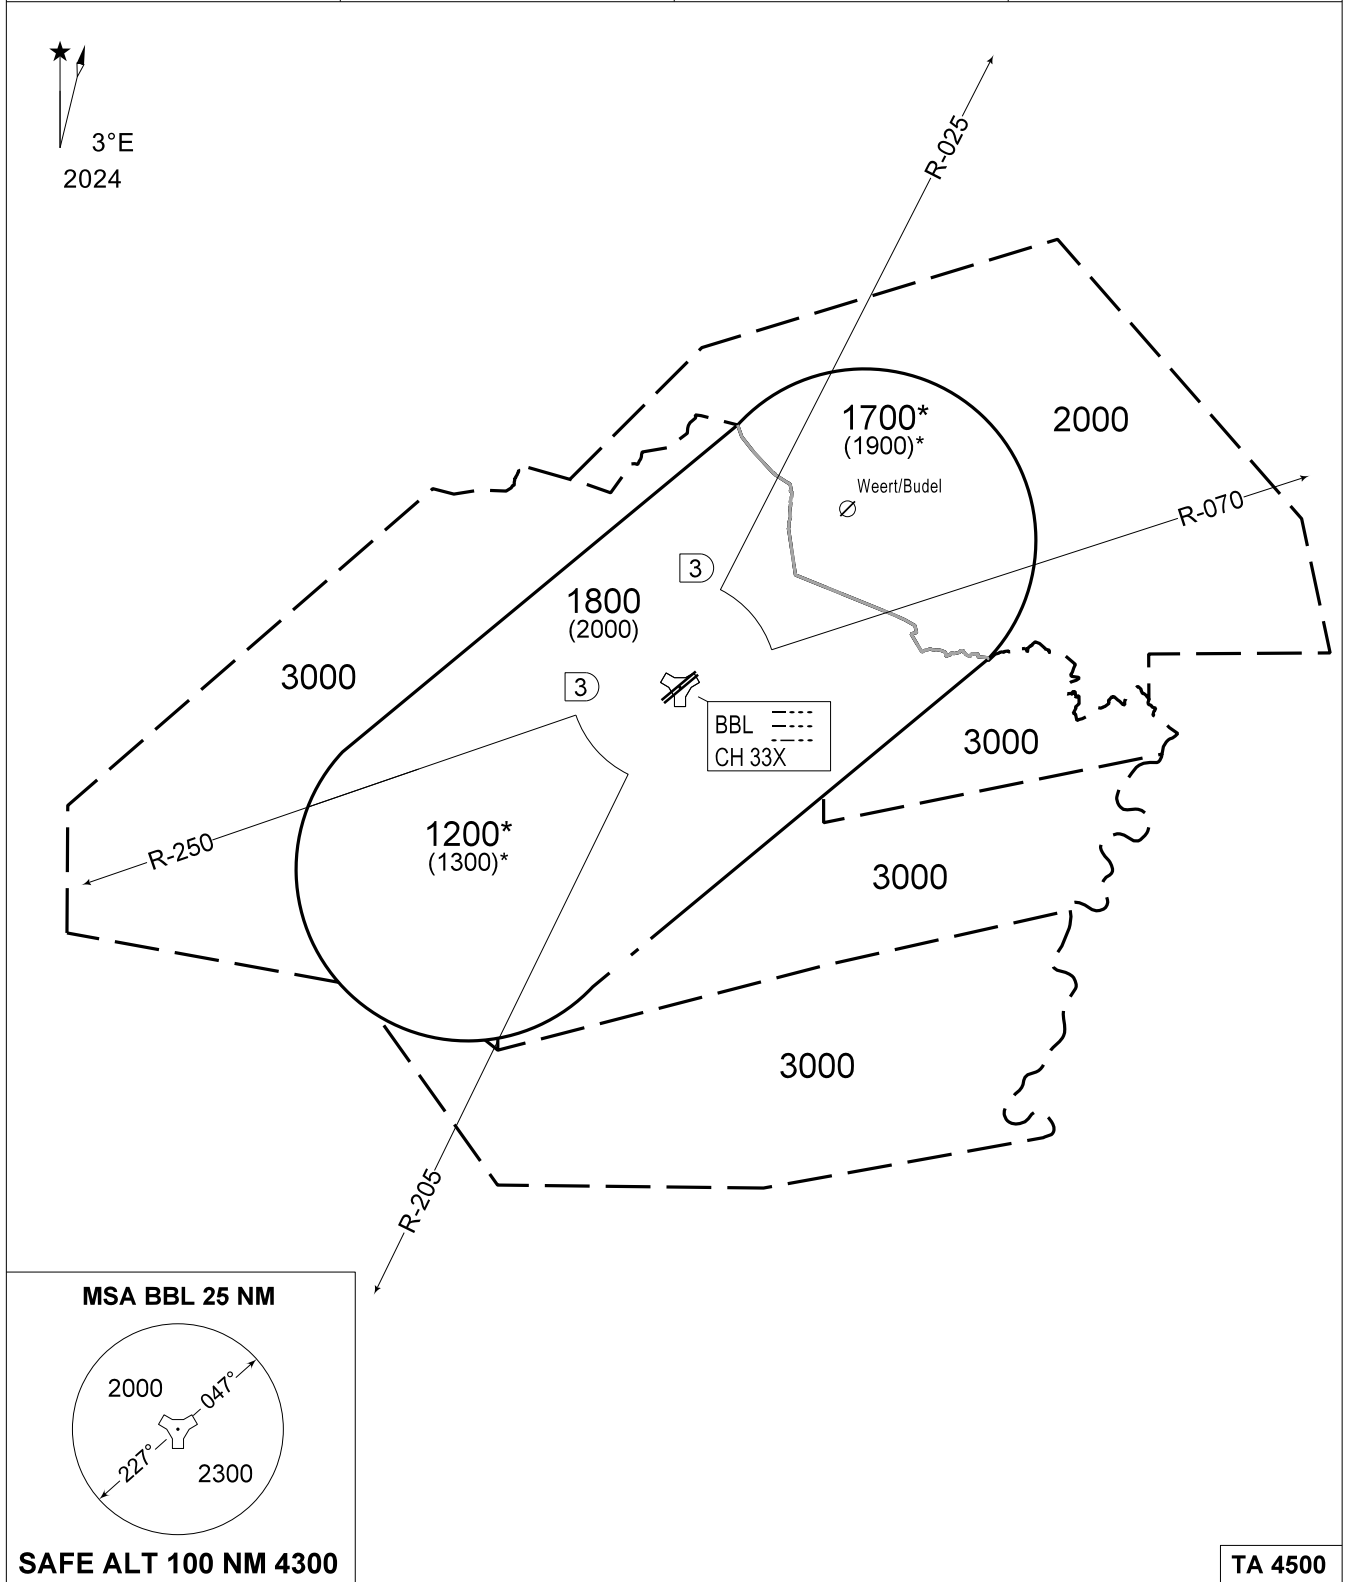 3°E
2024
R-025
1700*
(1900)*
2000
Weert/Budel
R-070
3
1800
(2000)
3000
3
BBL
CH 33X
3000
1200*
(1300)*
R-250
3000
3000
R-205
MSA BBL 25 NM
2000
047°
227°
2300
SAFE ALT 100 NM 4300
TA 4500